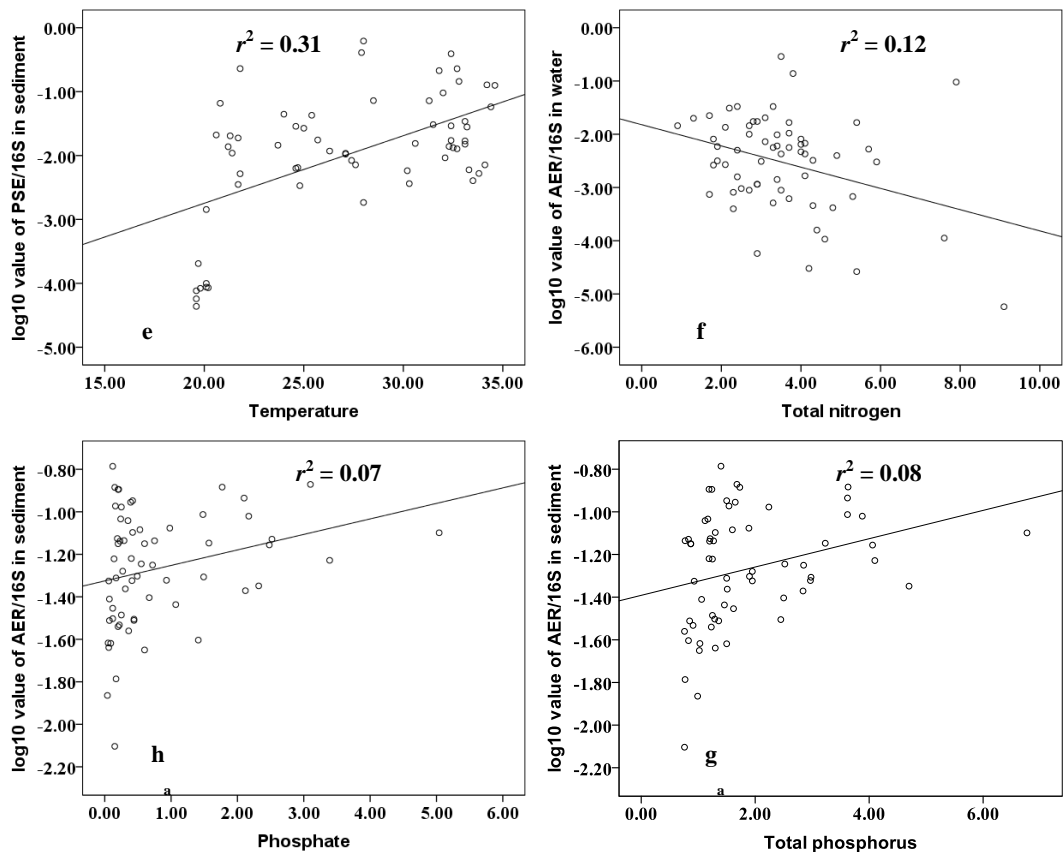 log10 value of PSE/16S in sediment
r² = 0.31
0.00
-1.00
-2.00
-3.00
-4.00
-5.00
e
15.00 20.00 25.00 30.00 35.00
Temperature
log10 value of AER/16S in water
r² = 0.12
0.00
-1.00
-2.00
-3.00
-4.00
-5.00
-6.00
f
0.00 2.00 4.00 6.00 8.00 10.00
Total nitrogen
log10 value of AER/16S in sediment
r² = 0.07
-0.80
-1.00
-1.20
-1.40
-1.60
-1.80
-2.00
-2.20
h
a
0.00 1.00 2.00 3.00 4.00 5.00 6.00
Phosphate
log10 value of AER/16S in sediment
r² = 0.08
-0.80
-1.00
-1.20
-1.40
-1.60
-1.80
-2.00
-2.20
g
a
0.00 2.00 4.00 6.00
Total phosphorus